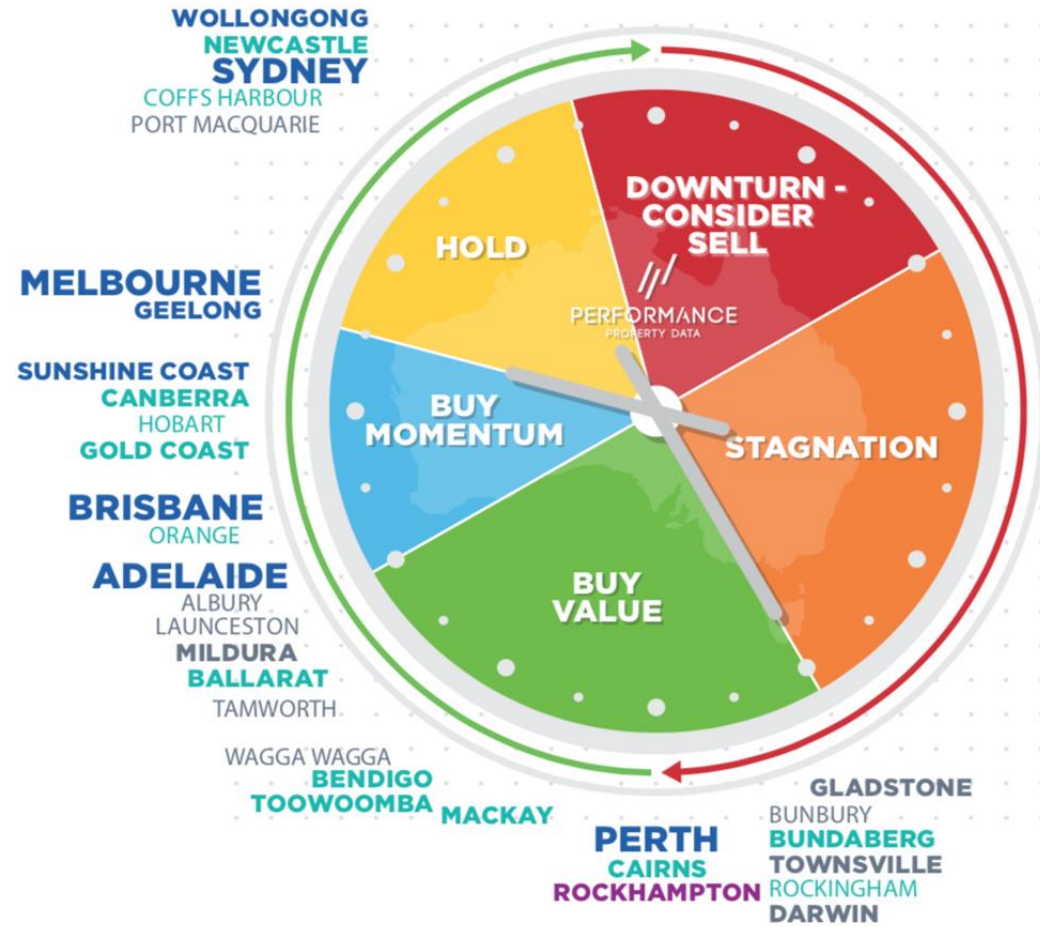 WOLLONGONG
NEWCASTLE
SYDNEY
COFFS HARBOUR
PORT MACQUARIE
MELBOURNE
GEELONG
SUNSHINE COAST
CANBERRA
HOBART
GOLD COAST
BRISBANE
ORANGE
ADELAIDE
ALBURY
LAUNCESTON
MILDURA
BALLARAT
TAMWORTH
WAGGA WAGGA
BENDIGO
TOOWOOMBA
MACKAY
PERTH
CAIRNS
ROCKHAMPTON
GLADSTONE
BUNBURY
BUNDABERG
TOWNSVILLE
ROCKINGHAM
DARWIN
HOLD
DOWNTURN -
CONSIDER
SELL
PERFORMANCE
PROPERTY DATA
BUY
MOMENTUM
STAGNATION
BUY
VALUE